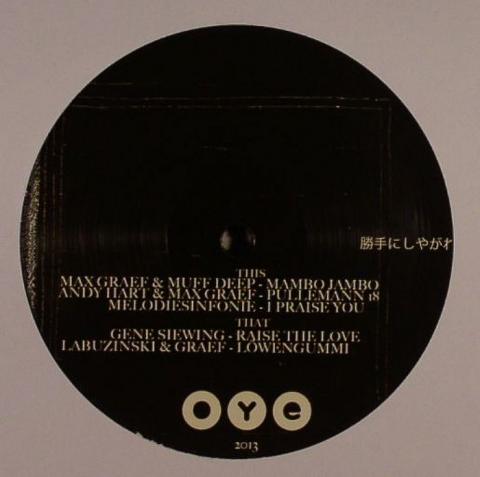 勝手にしやがれ
THIS
MAX GRAEF & MUFF DEEP - MAMBO JAMBO
ANDY HART & MAX GRAEF - PULLEMANN 18
MELODIESINFONIE - I PRAISE YOU
THAT
GENE SIEWING - RAISE THE LOVE
LABUZINSKI & GRAEF - LÖWENGUMMI
OYe
2013